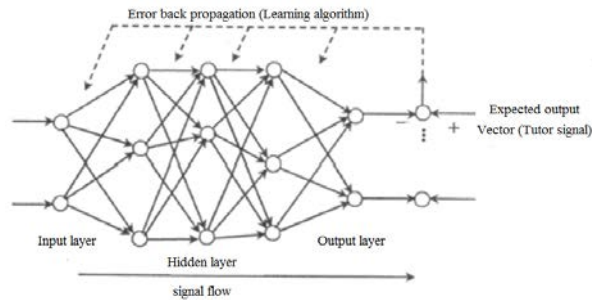 Error back propagation (Learning algorithm)
Expected output
Vector (Tutor signal)
− +
Input layer
Output layer
Hidden layer
signal flow